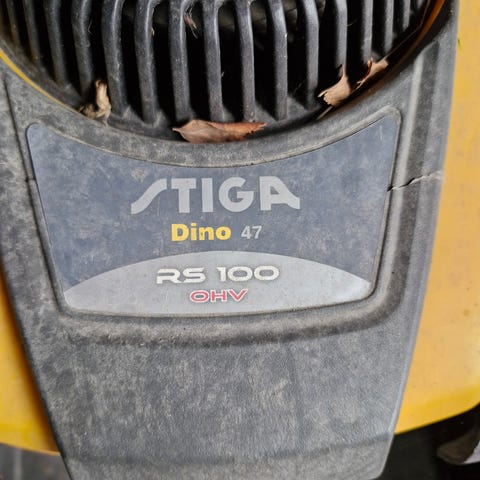 STIGA
Dino 47
RS 100
OHV